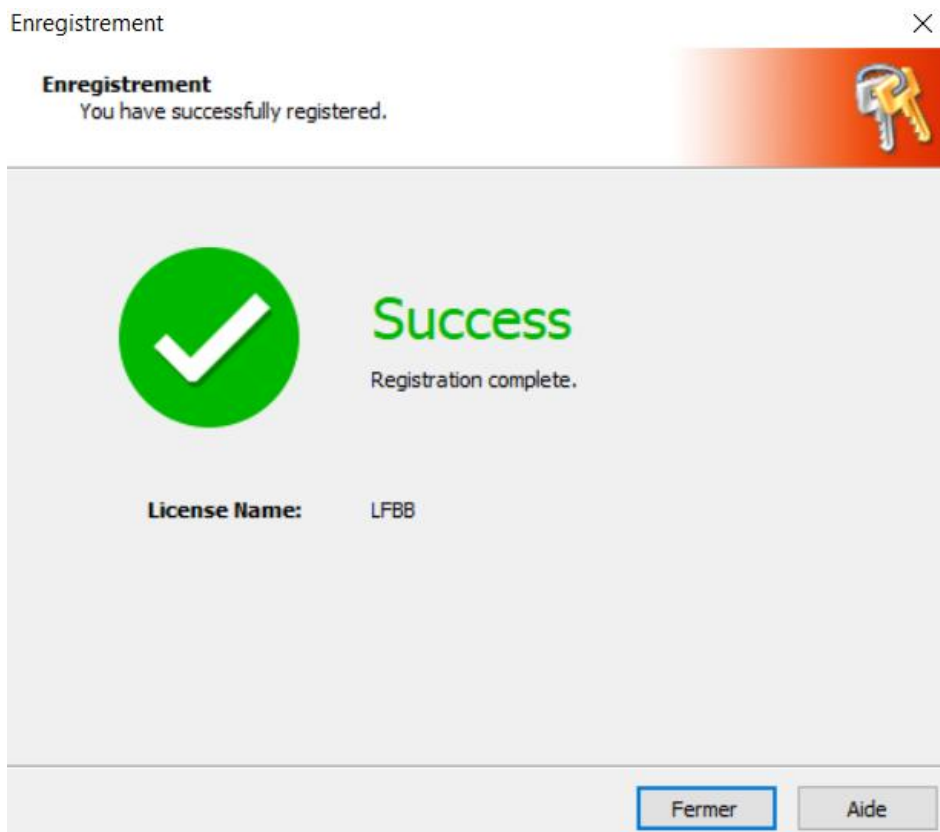 Enregistrement
Enregistrement
You have successfully registered.
Success
Registration complete.
License Name: LFBB
Fermer Aide